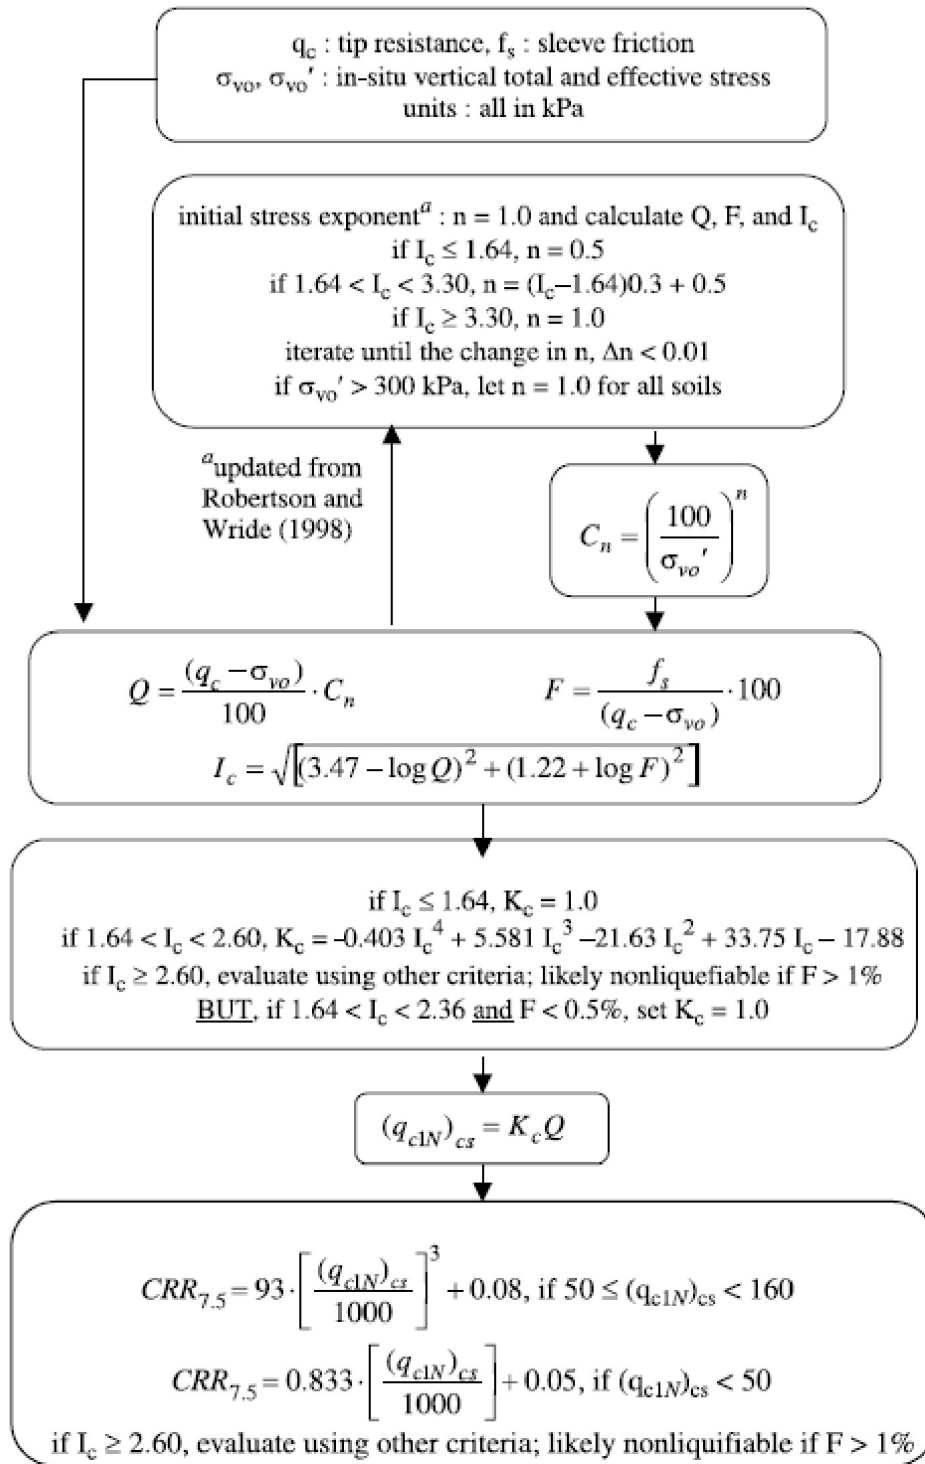 q_c : tip resistance, f_s : sleeve friction
σ_vo, σ_vo′ : in-situ vertical total and effective stress
units : all in kPa
initial stress exponent^a : n = 1.0 and calculate Q, F, and I_c
if I_c ≤ 1.64, n = 0.5
if 1.64 < I_c < 3.30, n = (I_c−1.64)0.3 + 0.5
if I_c ≥ 3.30, n = 1.0
iterate until the change in n, Δn < 0.01
if σ_vo′ > 300 kPa, let n = 1.0 for all soils
^a updated from
Robertson and
Wride (1998)
C_n = (100 / σ_vo′)^n
Q = (q_c − σ_vo) / 100 · C_n
F = f_s / (q_c − σ_vo) · 100
I_c = √[(3.47 − log Q)^2 + (1.22 + log F)^2]
if I_c ≤ 1.64, K_c = 1.0
if 1.64 < I_c < 2.60, K_c = -0.403 I_c^4 + 5.581 I_c^3 −21.63 I_c^2 + 33.75 I_c − 17.88
if I_c ≥ 2.60, evaluate using other criteria; likely nonliquefiable if F > 1%
BUT, if 1.64 < I_c < 2.36 and F < 0.5%, set K_c = 1.0
(q_c1N)_cs = K_c Q
CRR_7.5 = 93 · [(q_c1N)_cs / 1000]^3 + 0.08, if 50 ≤ (q_c1N)_cs < 160
CRR_7.5 = 0.833 · [(q_c1N)_cs / 1000] + 0.05, if (q_c1N)_cs < 50
if I_c ≥ 2.60, evaluate using other criteria; likely nonliquifiable if F > 1%